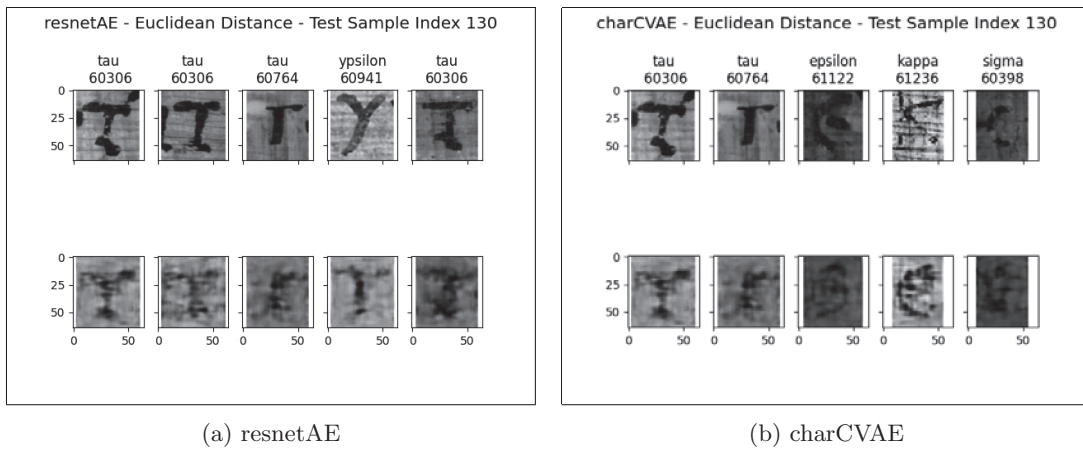 resnetAE - Euclidean Distance - Test Sample Index 130
tau tau tau ypsilon tau
60306 60306 60764 60941 60306
0
25
50
0
25
50
0 50 0 50 0 50 0 50 0 50
(a) resnetAE
charCVAE - Euclidean Distance - Test Sample Index 130
tau tau epsilon kappa sigma
60306 60764 61122 61236 60398
0
25
50
0
25
50
0 50 0 50 0 50 0 50 0 50
(b) charCVAE